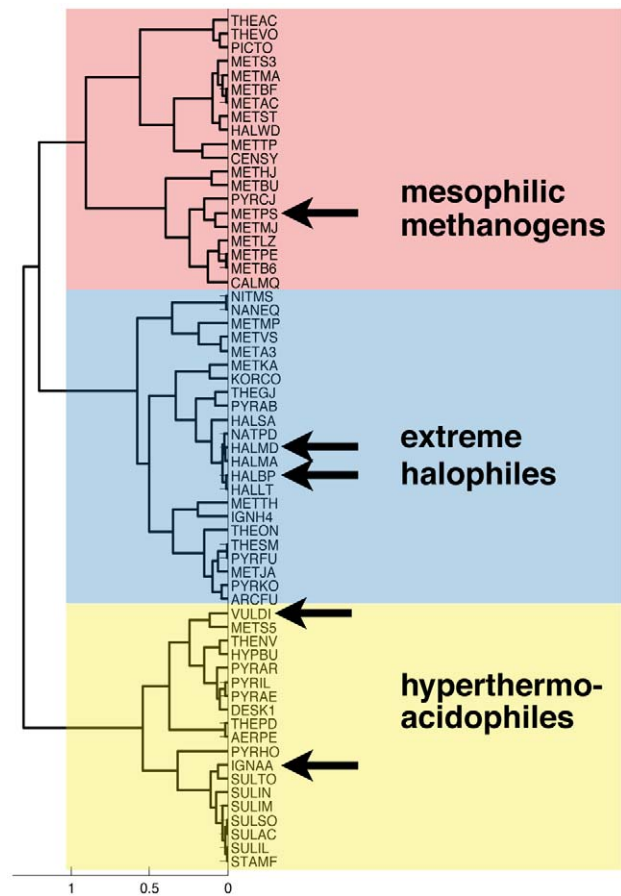 THEAC
THEVO
PICTO
METS3
METMA
METBF
METAC
METST
HALWD
METTP
CENSY
METHJ
METBU
PYRCJ
METPS
METMJ
METLZ
METPE
METB6
CALMQ
mesophilic
methanogens
NITMS
NANEQ
METMP
METVS
META3
METKA
KORCO
THEGJ
PYRAB
HALSA
NATPD
HALMD
HALMA
HALBP
HALLT
METTH
IGNH4
THEON
THESM
PYRFU
METJA
PYRKO
ARCFU
extreme
halophiles
VULDI
METS5
THENV
HYPBU
PYRAR
PYRIL
PYRAE
DESK1
THEPD
AERPE
PYRHO
IGNAA
SULTO
SULIN
SULIM
SULSO
SULAC
SULIL
STAMF
hyperthermo-
acidophiles
1 0.5 0